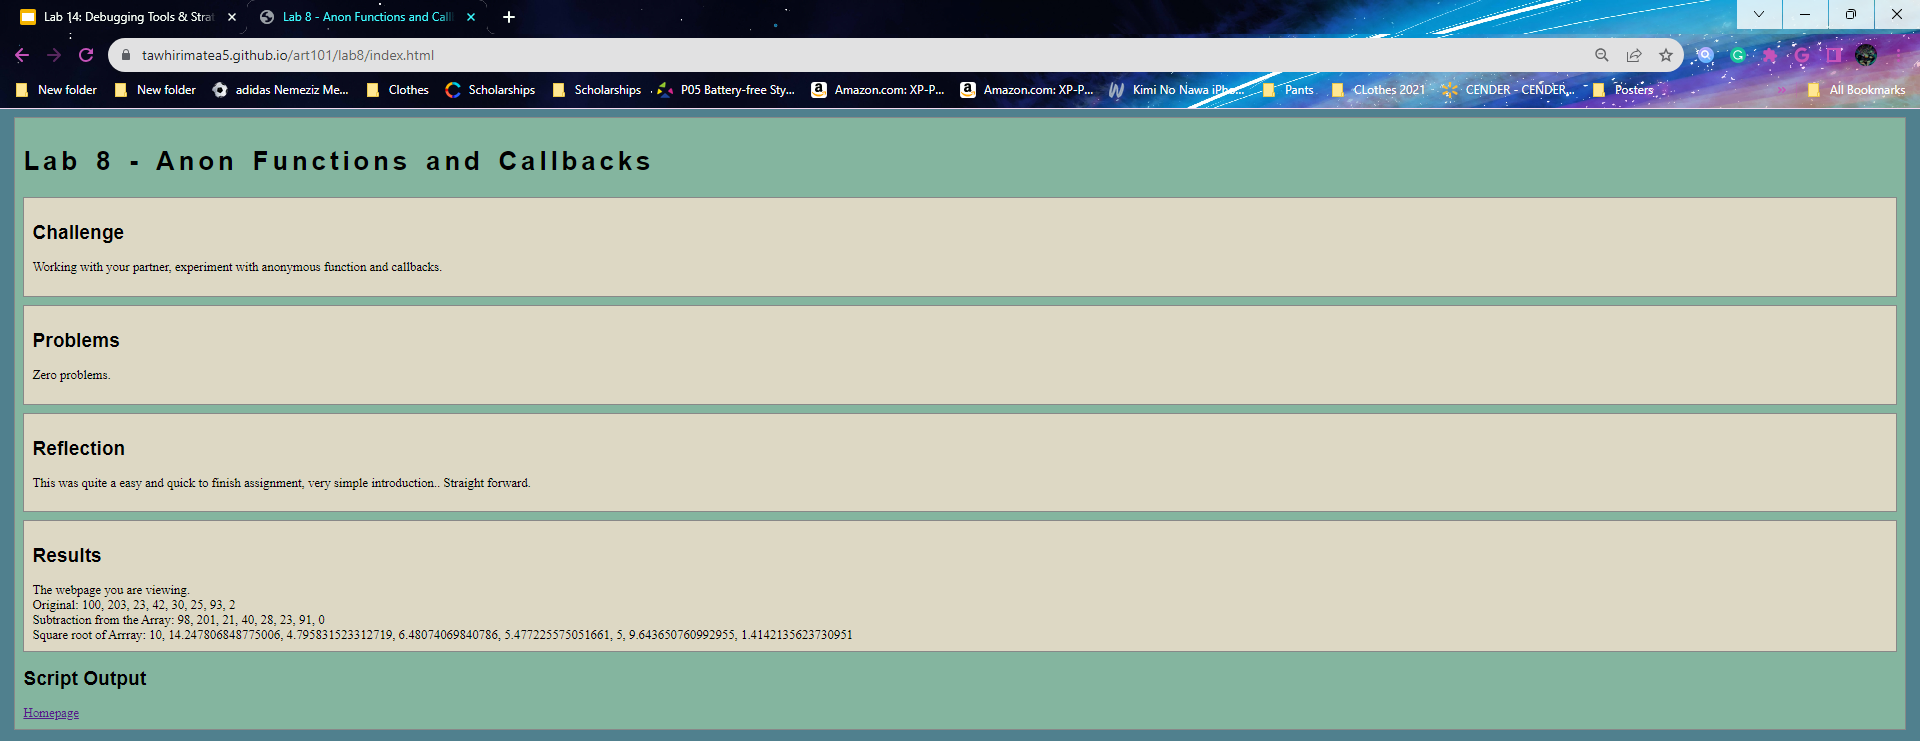 Lab 14: Debugging Tools & Strat
Lab 8 - Anon Functions and Call
tawhirimatea5.github.io/art101/lab8/index.html
New folder New folder adidas Nemeziz Me... Clothes Scholarships Scholarships P05 Battery-free Sty... Amazon.com: XP-P... Amazon.com: XP-P... Kimi No Nawa iPho... Pants CLothes 2021 CENDER - CENDER... Posters » All Bookmarks
Lab 8 - Anon Functions and Callbacks
Challenge
Working with your partner, experiment with anonymous function and callbacks.
Problems
Zero problems.
Reflection
This was quite a easy and quick to finish assignment, very simple introduction.. Straight forward.
Results
The webpage you are viewing.
Original: 100, 203, 23, 42, 30, 25, 93, 2
Subtraction from the Array: 98, 201, 21, 40, 28, 23, 91, 0
Square root of Arrray: 10, 14.247806848775006, 4.795831523312719, 6.48074069840786, 5.477225575051661, 5, 9.643650760992955, 1.4142135623730951
Script Output
Homepage